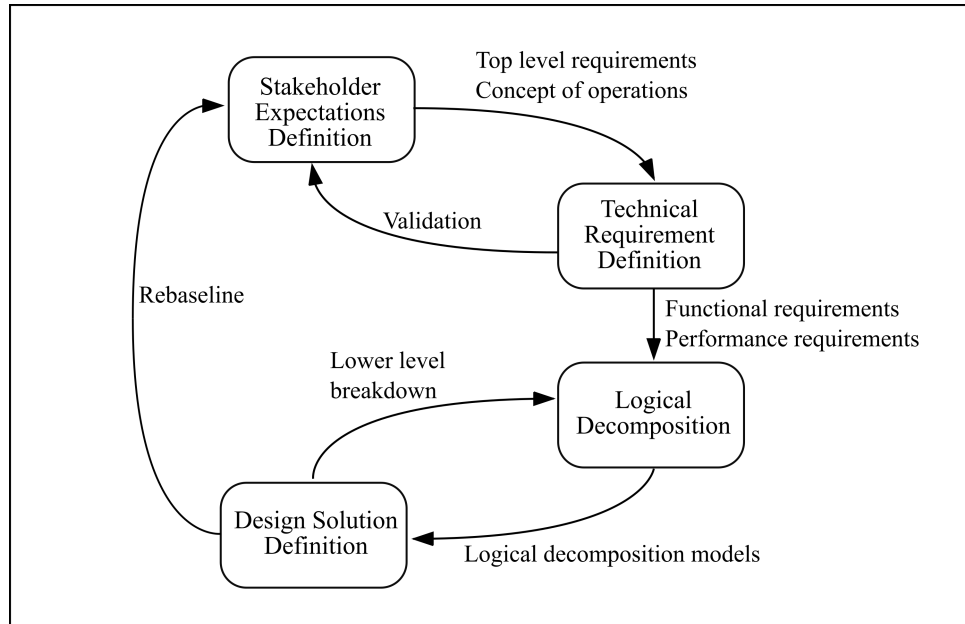 Top level requirements
Concept of operations
Stakeholder
Expectations
Definition
Validation
Technical
Requirement
Definition
Rebaseline
Functional requirements
Performance requirements
Lower level
breakdown
Logical
Decomposition
Design Solution
Definition
Logical decomposition models